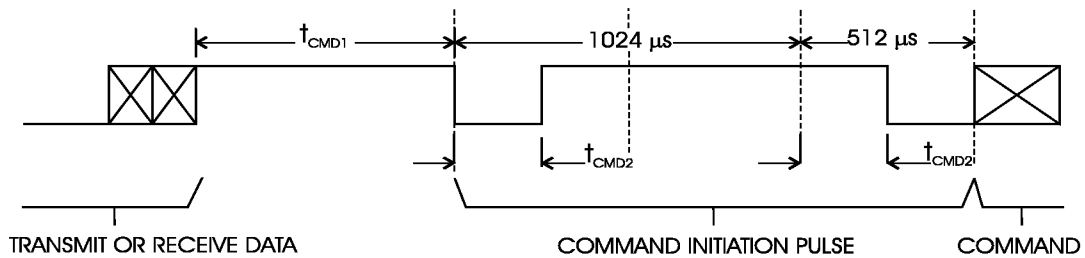 tCMD1
1024 µs
512 µs
tCMD2
tCMD2
TRANSMIT OR RECEIVE DATA
COMMAND INITIATION PULSE
COMMAND